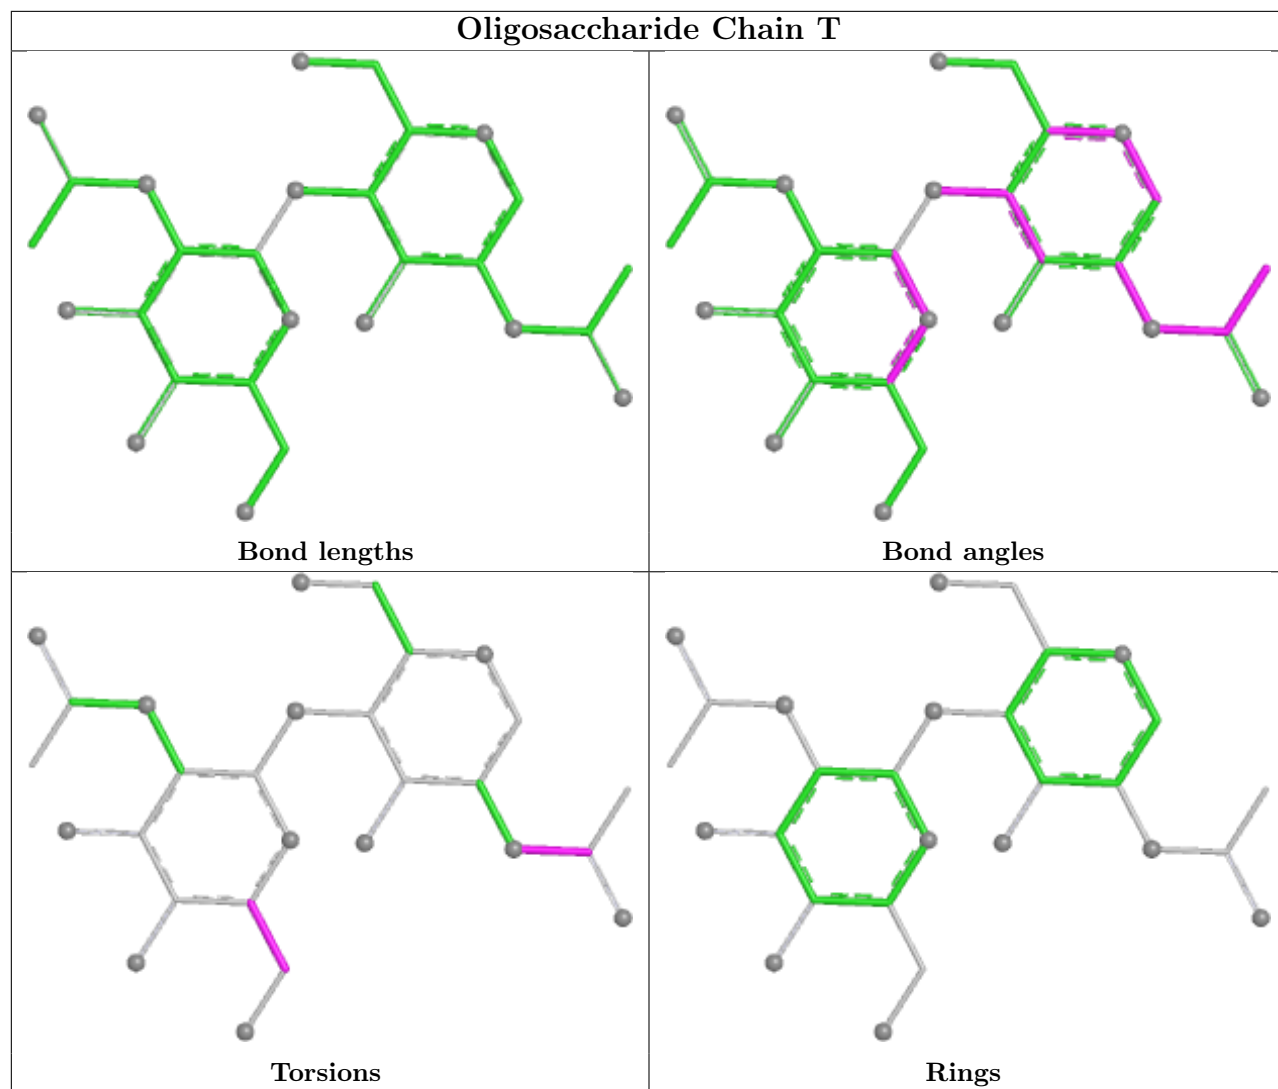 Oligosaccharide Chain T
Bond lengths
Bond angles
Torsions
Rings